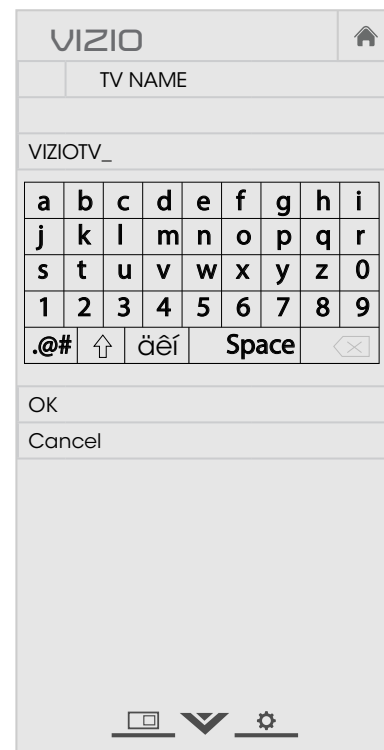 VIZIO
TV NAME
VIZIOTV_
a b c d e f g h i
j k l m n o p q r
s t u v w x y z 0
1 2 3 4 5 6 7 8 9
.@# äêí Space
OK
Cancel